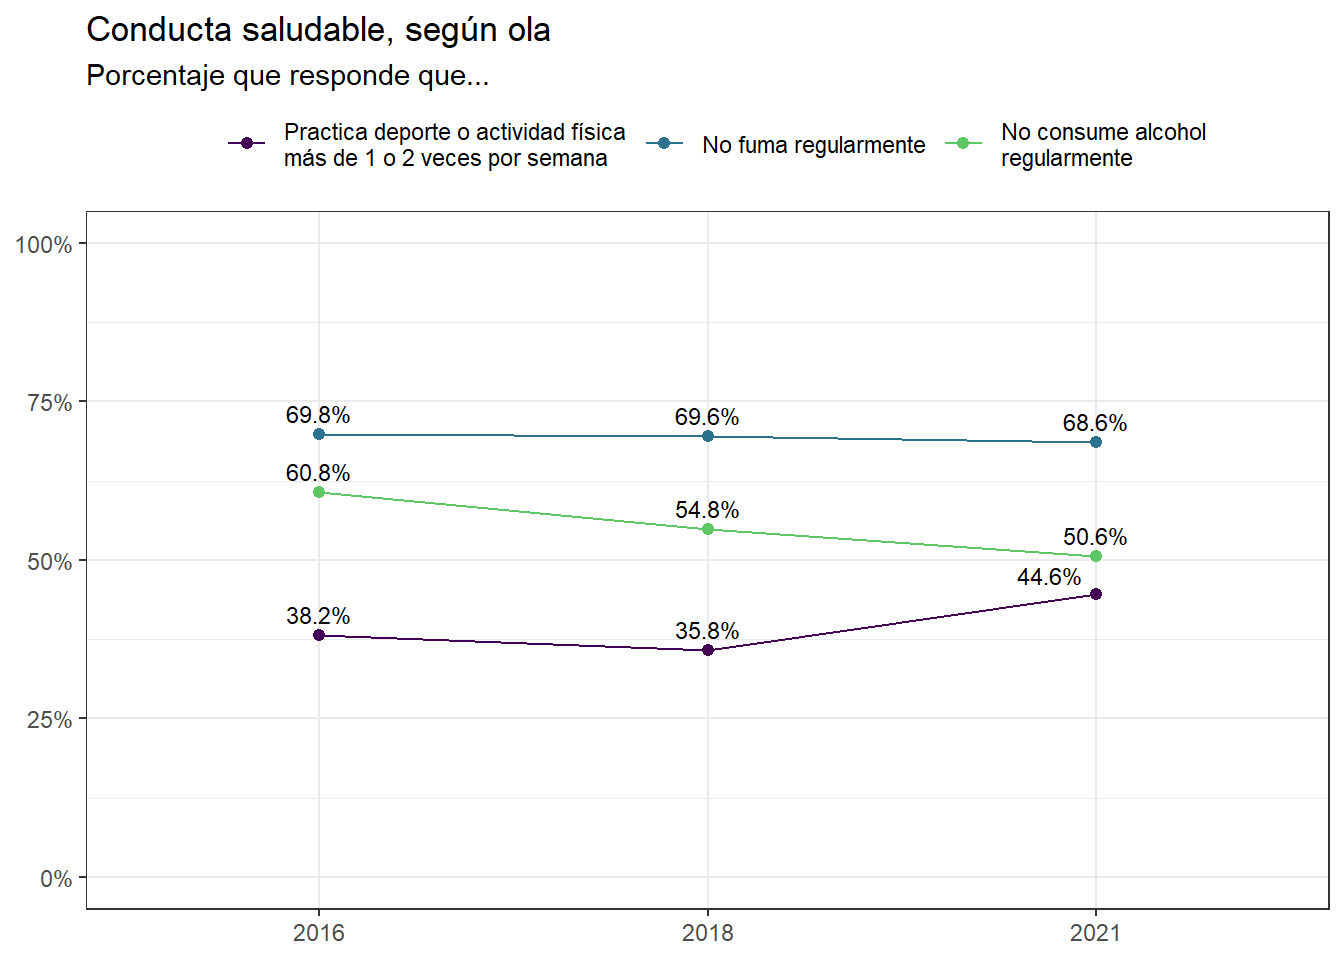 Conducta saludable, según ola
Porcentaje que responde que...
Practica deporte o actividad física
más de 1 o 2 veces por semana
No fuma regularmente
No consume alcohol
regularmente
100%
75%
50%
25%
0%
69.8%
69.6%
68.6%
60.8%
54.8%
50.6%
38.2%
35.8%
44.6%
2016
2018
2021